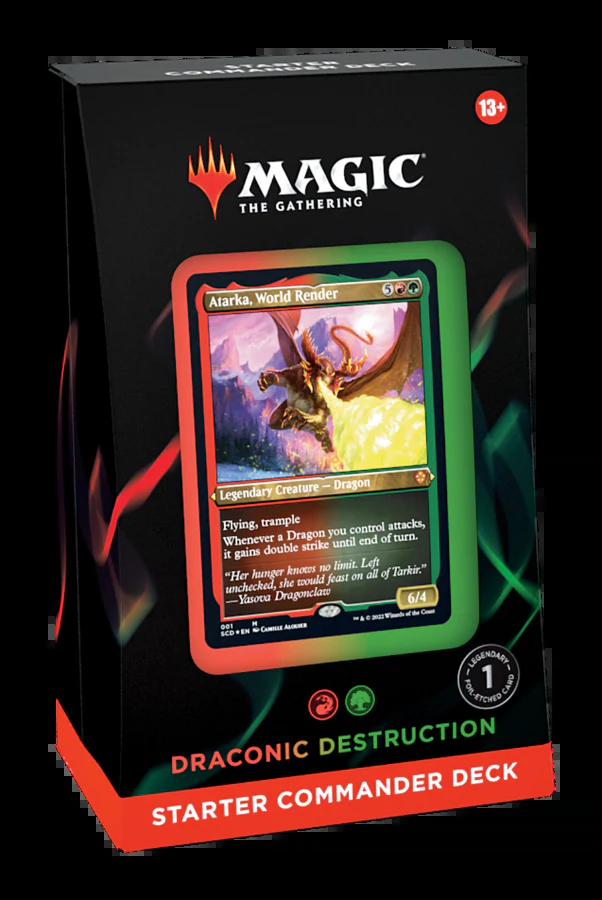 STARTER
COMMANDER DECK
13+
MAGIC
THE GATHERING
Atarka, World Render
5
Legendary Creature — Dragon
Flying, trample
Whenever a Dragon you control attacks,
it gains double strike until end of turn.
"Her hunger knows no limit. Left
unchecked, she would feast on all of Tarkir."
—Yasova Dragonclaw
6/4
001 M
SCD ★ EN Camille Alquier
™ & © 2022 Wizards of the Coast
LEGENDARY
1
FOIL-ETCHED CARD
DRACONIC DESTRUCTION
STARTER COMMANDER DECK